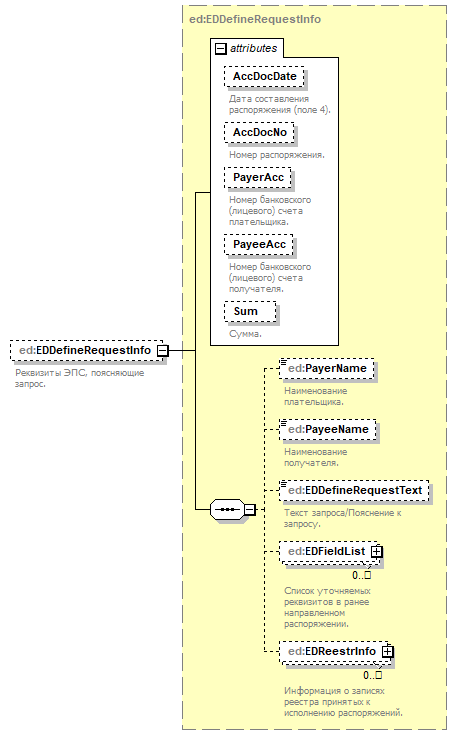 ed:EDDefineRequestInfo
attributes
AccDocDate
Дата составления
распоряжения (поле 4).
AccDocNo
Номер распоряжения.
PayerAcc
Номер банковского
(лицевого) счета
плательщика.
PayeeAcc
Номер банковского
(лицевого) счета
получателя.
Sum
Сумма.
ed:EDDefineRequestInfo
Реквизиты ЭПС, поясняющие
запрос.
ed:PayerName
Наименование
плательщика.
ed:PayeeName
Наименование
получателя.
ed:EDDefineRequestText
Текст запроса/Пояснение к
запросу.
ed:EDFieldList
0..□
Список уточняемых
реквизитов в ранее
направленном
распоряжении.
ed:EDReestrInfo
0..□
Информация о записях
реестра принятых к
исполнению распоряжений.